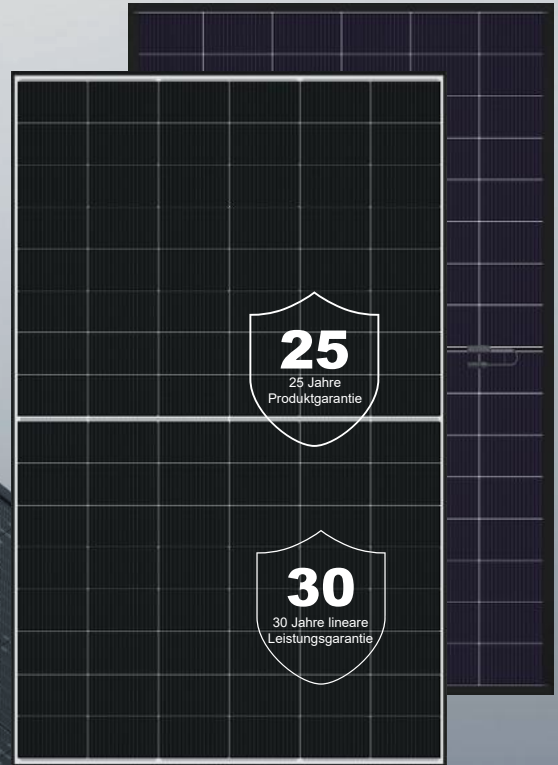 25
25 Jahre
Produktgarantie
30
30 Jahre lineare
Leistungsgarantie